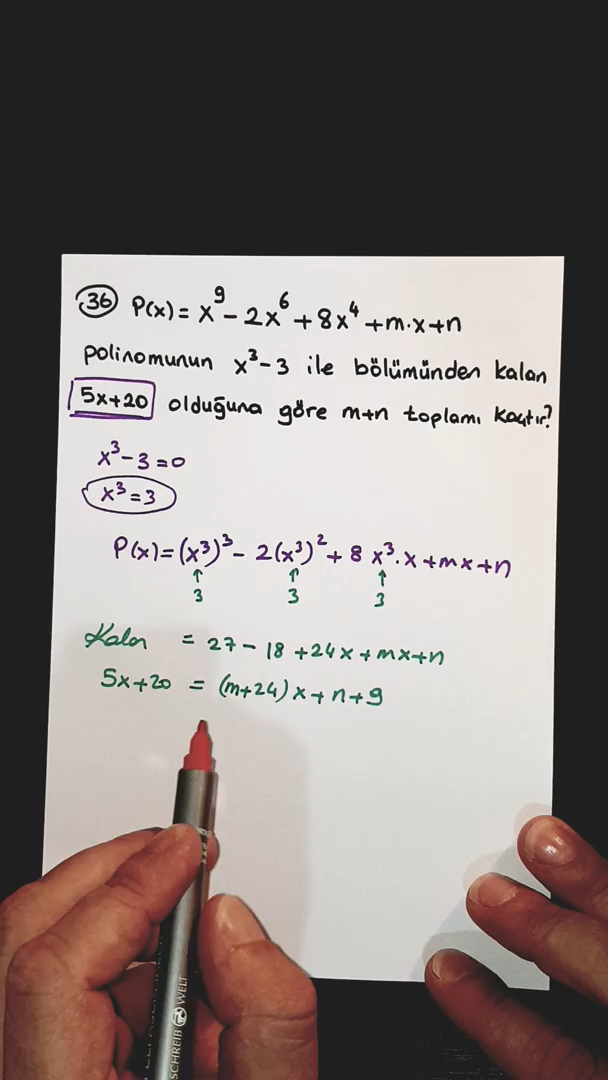 36 P(x) = x⁹ - 2x⁶ + 8x⁴ + m.x + n
polinomunun x³-3 ile bölümünden kalan
5x+20 olduğuna göre m+n toplamı kaçtır?
x³ - 3 = 0
x³ = 3
P(x) = (x³)³ - 2(x³)² + 8 x³.x + mx + n
↑ ↑ ↑
3 3 3
Kalan = 27 - 18 + 24x + mx + n
5x+20 = (m+24)x + n + 9
SCHREIB WELT